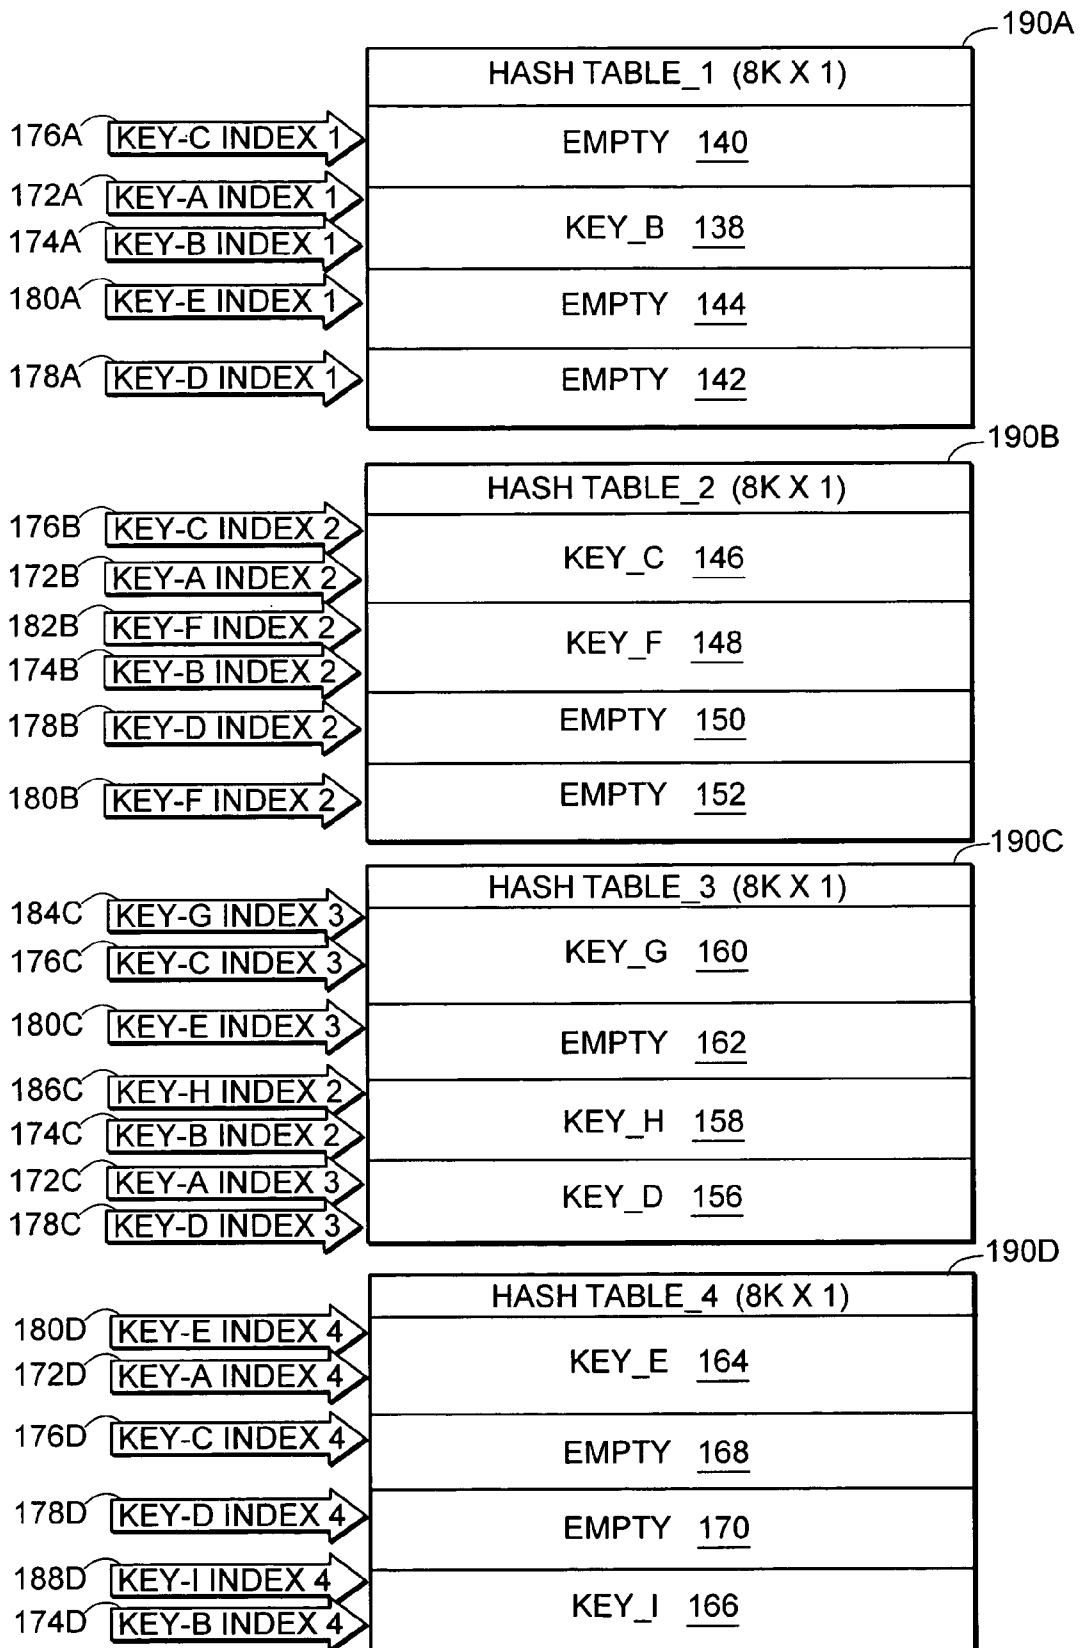 190A
HASH TABLE_1 (8K X 1)
176A KEY-C INDEX 1 EMPTY 140
172A KEY-A INDEX 1
174A KEY-B INDEX 1 KEY_B 138
180A KEY-E INDEX 1 EMPTY 144
178A KEY-D INDEX 1 EMPTY 142
190B
HASH TABLE_2 (8K X 1)
176B KEY-C INDEX 2 KEY_C 146
172B KEY-A INDEX 2
182B KEY-F INDEX 2 KEY_F 148
174B KEY-B INDEX 2
178B KEY-D INDEX 2 EMPTY 150
180B KEY-F INDEX 2 EMPTY 152
190C
HASH TABLE_3 (8K X 1)
184C KEY-G INDEX 3 KEY_G 160
176C KEY-C INDEX 3
180C KEY-E INDEX 3 EMPTY 162
186C KEY-H INDEX 2 KEY_H 158
174C KEY-B INDEX 2
172C KEY-A INDEX 3 KEY_D 156
178C KEY-D INDEX 3
190D
HASH TABLE_4 (8K X 1)
180D KEY-E INDEX 4 KEY_E 164
172D KEY-A INDEX 4
176D KEY-C INDEX 4 EMPTY 168
178D KEY-D INDEX 4 EMPTY 170
188D KEY-I INDEX 4 KEY_I 166
174D KEY-B INDEX 4